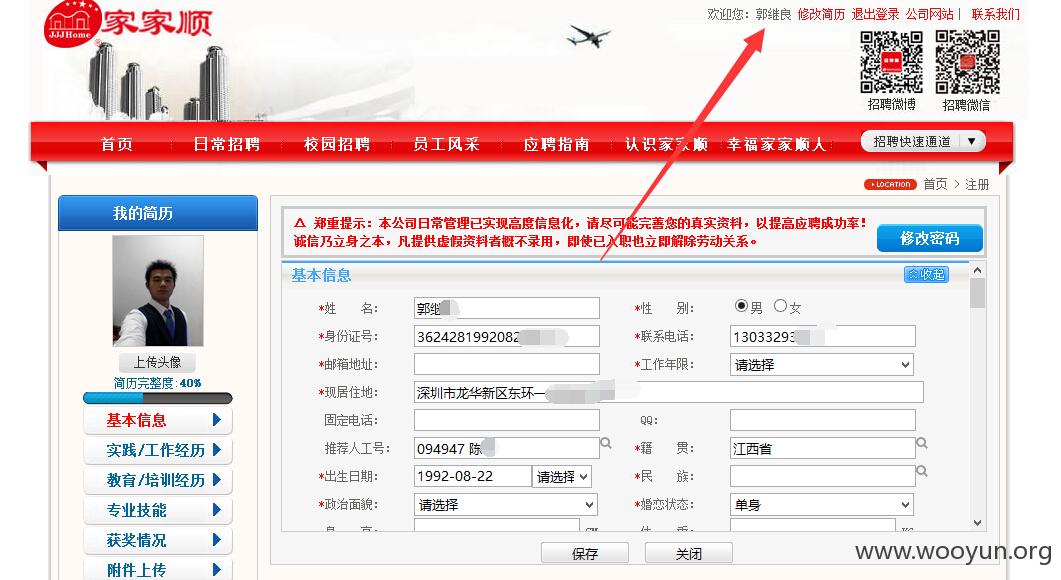 JJJHome
家家顺
欢迎您: 郭继良 修改简历 退出登录 公司网站 | 联系我们
招聘微博 招聘微信
首页 日常招聘 校园招聘 员工风采 应聘指南 认识家家顺 幸福家家顺人 招聘快速通道 ▼
LOCATION 首页 > 注册
我的简历
上传头像
简历完整度: 40%
基本信息
实践/工作经历
教育/培训经历
专业技能
获奖情况
附件上传
郑重提示:本公司日常管理已实现高度信息化,请尽可能完善您的真实资料,以提高应聘成功率!
诚信乃立身之本,凡提供虚假资料者概不录用,即使已入职也立即解除劳动关系。
修改密码
基本信息 收起
*姓 名: 郭继 *性 别: 男 女
*身份证号: 3624281992082 *联系电话: 13033293
*邮箱地址: *工作年限: 请选择
*现居住地: 深圳市龙华新区东环一
固定电话: QQ:
推荐人工号: 094947 陈 *籍 贯: 江西省
*出生日期: 1992-08-22 请选择 *民 族:
*政治面貌: 请选择 *婚恋状态: 单身
保存 关闭
www.wooyun.org